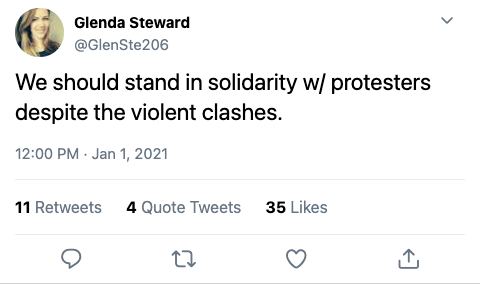 Glenda Steward
@GlenSte206
We should stand in solidarity w/ protesters
despite the violent clashes.
12:00 PM · Jan 1, 2021
11 Retweets 4 Quote Tweets 35 Likes